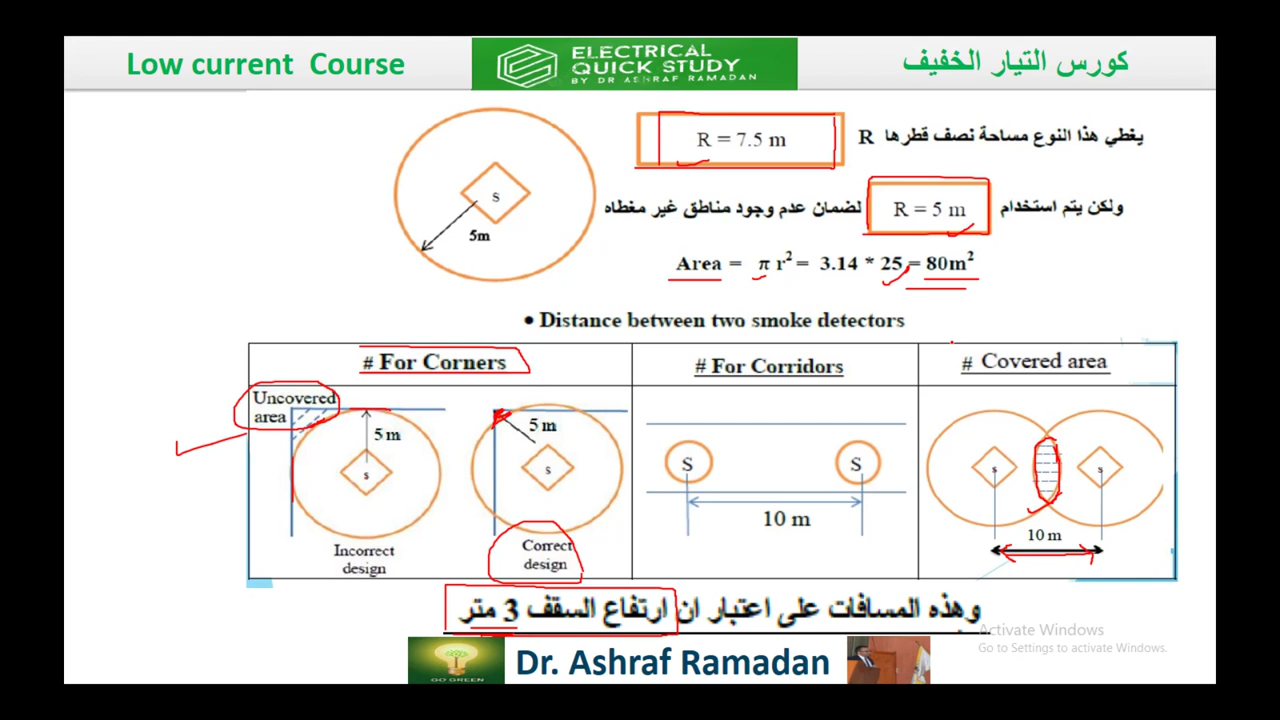 Low current Course
ELECTRICAL
QUICK STUDY
BY DR ASHRAF RAMADAN
كورس التيار الخفيف
يغطي هذا النوع مساحة نصف قطرها R
R = 7.5 m
ولكن يتم استخدام R = 5 m لضمان عدم وجود مناطق غير مغطاه
s
5m
Area = π r² = 3.14 * 25 = 80m²
• Distance between two smoke detectors
# For Corners
# For Corridors
# Covered area
Uncovered
area
5 m
s
Incorrect
design
5 m
s
Correct
design
S
S
10 m
s
s
10 m
وهذه المسافات على اعتبار ان ارتفاع السقف 3 متر
Activate Windows
Go to Settings to activate Windows.
GO GREEN
Dr. Ashraf Ramadan